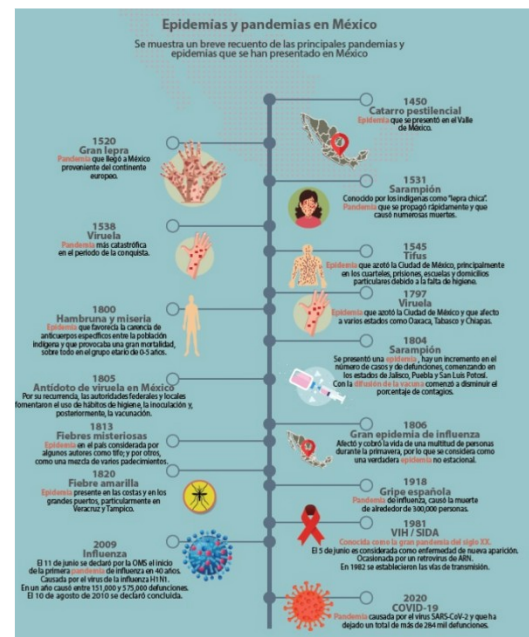 Epidemías y pandemias en México
Se muestra un breve recuento de las principales pandemias y
epidemias que se han presentado en México
1450
Catarro pestilencial
Epidemia que se presentó en el Valle
de México.
1520
Gran lepra
Pandemia que llegó a México
proveniente del continente
europeo.
1531
Sarampión
Conocido por los indígenas como "lepra chica".
Pandemia que se propagó rápidamente y que
causó numerosas muertes.
1538
Viruela
Pandemia más catastrófica
en el periodo de la conquista.
1545
Tifus
Epidemia que azotó la Ciudad de México, principalmente
en los cuarteles, prisiones, escuelas y domicilios
particulares debido a la falta de higiene.
1797
Viruela
Epidemia que azotó la Ciudad de México y que afecto
a varios estados como Oaxaca, Tabasco y Chiapas.
1800
Hambruna y miseria
Epidemia que favorecía la carencia de
anticuerpos específicos entre la población
indígena y que provocaba una gran mortalidad,
sobre todo en el grupo etario de 0-5 años.
1804
Sarampión
Se presentó una epidemia , hay un incremento en el
número de casos y de defunciones, comenzando en
los estados de Jalisco, Puebla y San Luis Potosí.
Con la difusión de la vacuna comenzó a disminuir el
porcentaje de contagios.
1805
Antídoto de viruela en México
Por su recurrencia, las autoridades federales y locales
fomentaron el uso de hábitos de higiene, la inoculación y,
posteriormente, la vacunación.
1806
Gran epidemia de influenza
Afectó y cobró la vida de una multitud de personas
durante la primavera, por lo que se considera como
una verdadera epidemia no estacional.
1813
Fiebres misteriosas
Epidemia en el país considerada por
algunos autores como tifo; y por otros,
como una mezcla de varios padecimientos.
1820
Fiebre amarilla
Epidemia presente en las costas y en los
grandes puertos, particularmente en
Veracruz y Tampico.
1918
Gripe española
Pandemia de influenza, causó la muerte
de alrededor de 300,000 personas.
1981
VIH / SIDA
Conocida como la gran pandemia del siglo XX.
El 5 de junio es considerada como enfermedad de nueva aparición.
Ocasionada por un retrovirus de ARN.
En 1982 se establecieron las vías de transmisión.
2009
Influenza
El 11 de junio se declaró por la OMS el inicio
de la primera pandemia de influenza en 40 años.
Causada por el virus de la influenza H1N1.
En un año causó entre 151,000 y 575,000 defunciones.
El 10 de agosto de 2010 se declaró concluida.
2020
COVID-19
Pandemia causada por el virus SARS-CoV-2 y que ha
dejado un total de más de 284 mil defunciones.